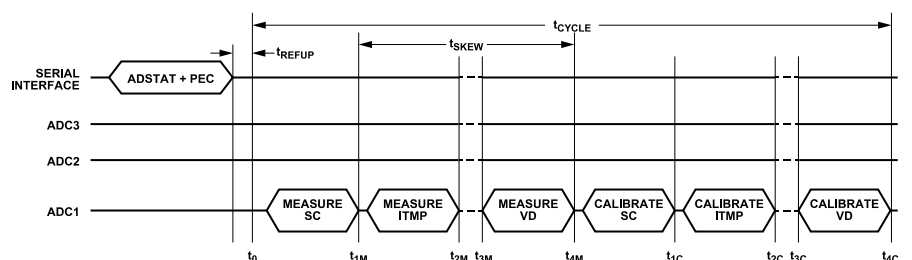 tCYCLE
tREFUP
tSKEW
SERIAL
INTERFACE
ADSTAT + PEC
ADC3
ADC2
ADC1
MEASURE
SC
MEASURE
ITMP
MEASURE
VD
CALIBRATE
SC
CALIBRATE
ITMP
CALIBRATE
VD
t0
t1M
t2M
t3M
t4M
t1C
t2C
t3C
t4C